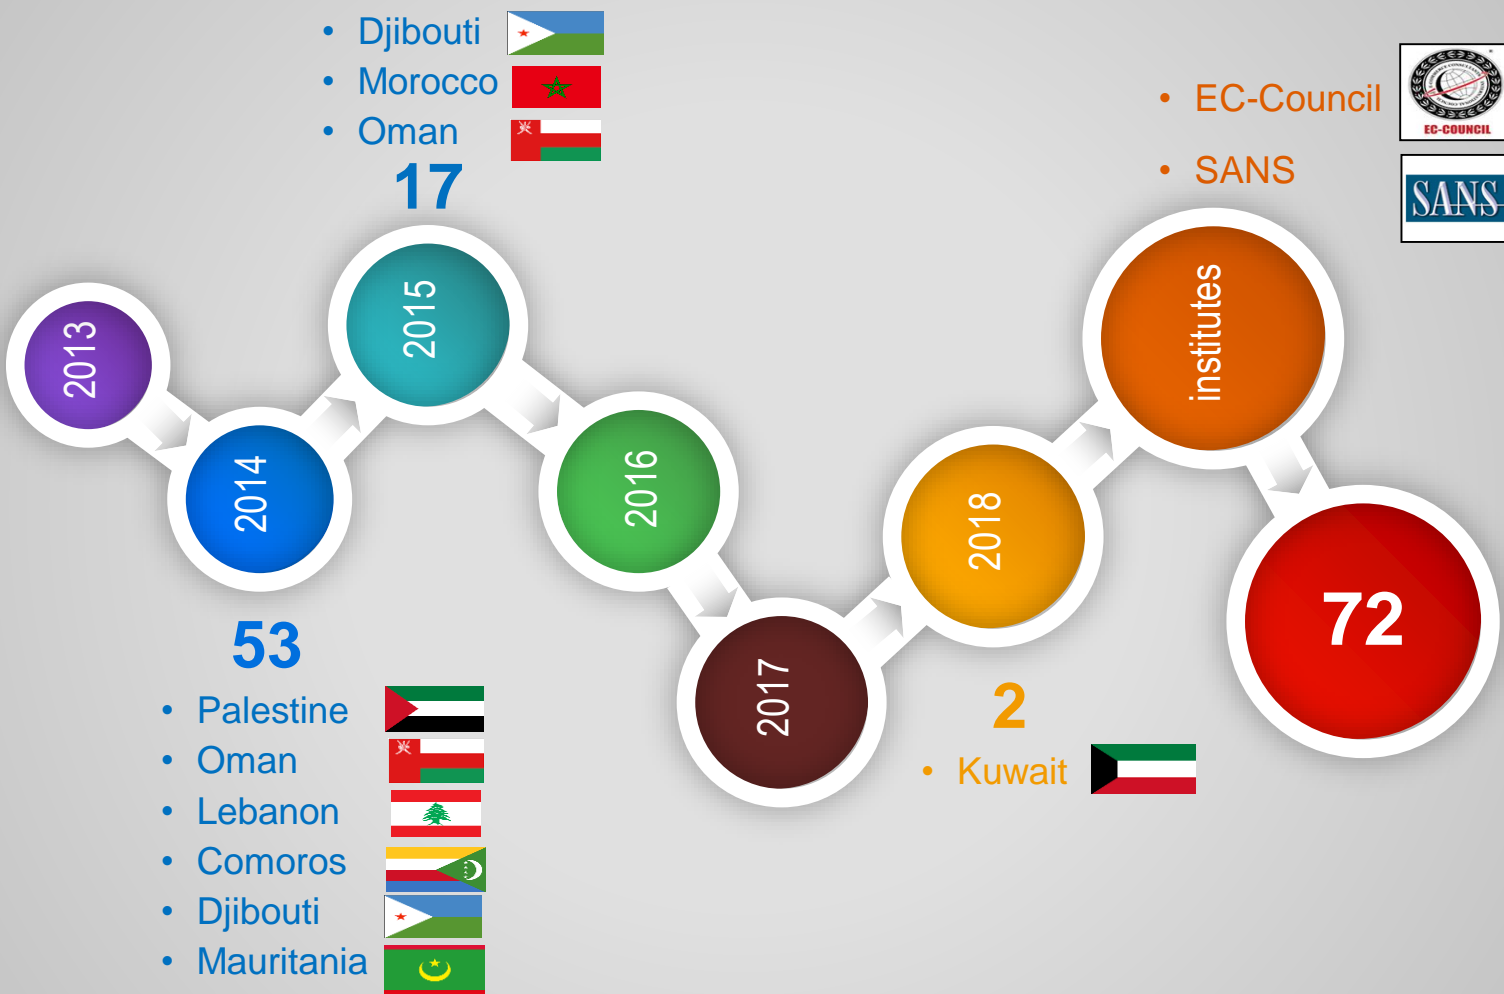 • Djibouti
• Morocco
• Oman
17
• EC-Council
EC-COUNCIL
• SANS
SANS
2013
2014
2015
2016
2017
2018
institutes
72
53
• Palestine
• Oman
• Lebanon
• Comoros
• Djibouti
• Mauritania
2
• Kuwait